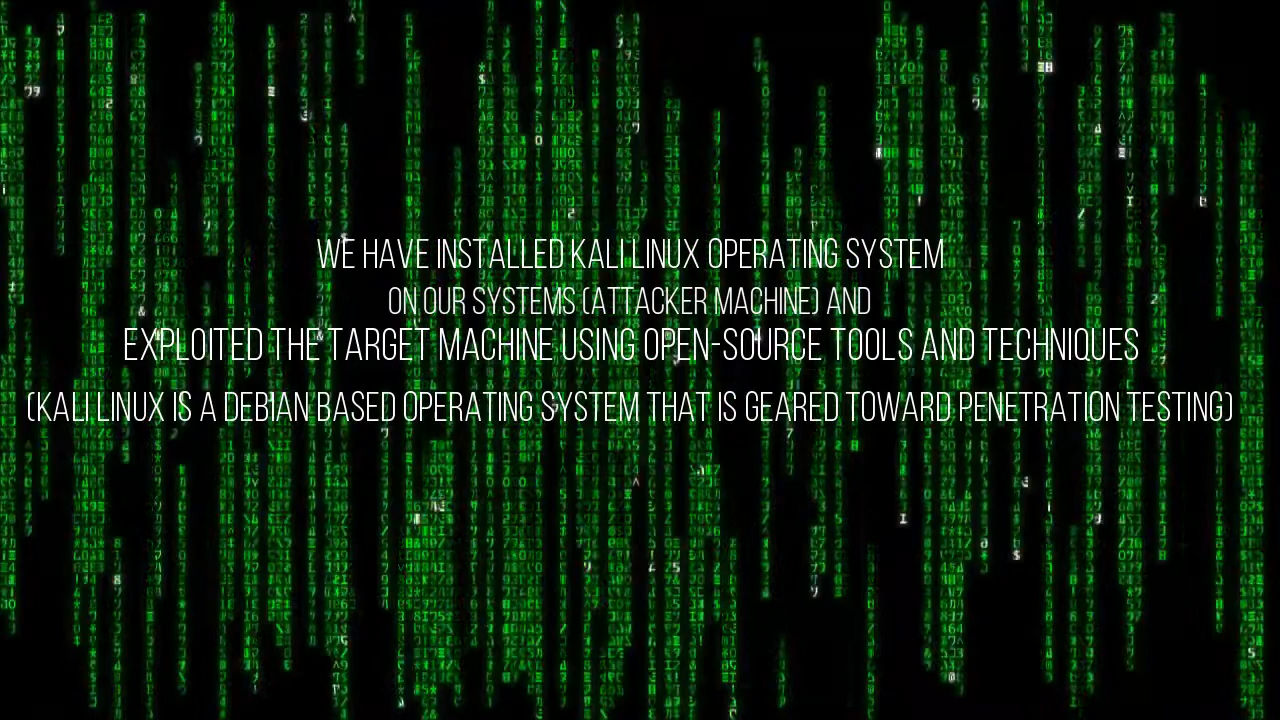 WE HAVE INSTALLED KALI LINUX OPERATING SYSTEM
ON OUR SYSTEMS (ATTACKER MACHINE) AND
EXPLOITED THE TARGET MACHINE USING OPEN-SOURCE TOOLS AND TECHNIQUES
(KALI LINUX IS A DEBIAN BASED OPERATING SYSTEM THAT IS GEARED TOWARD PENETRATION TESTING)